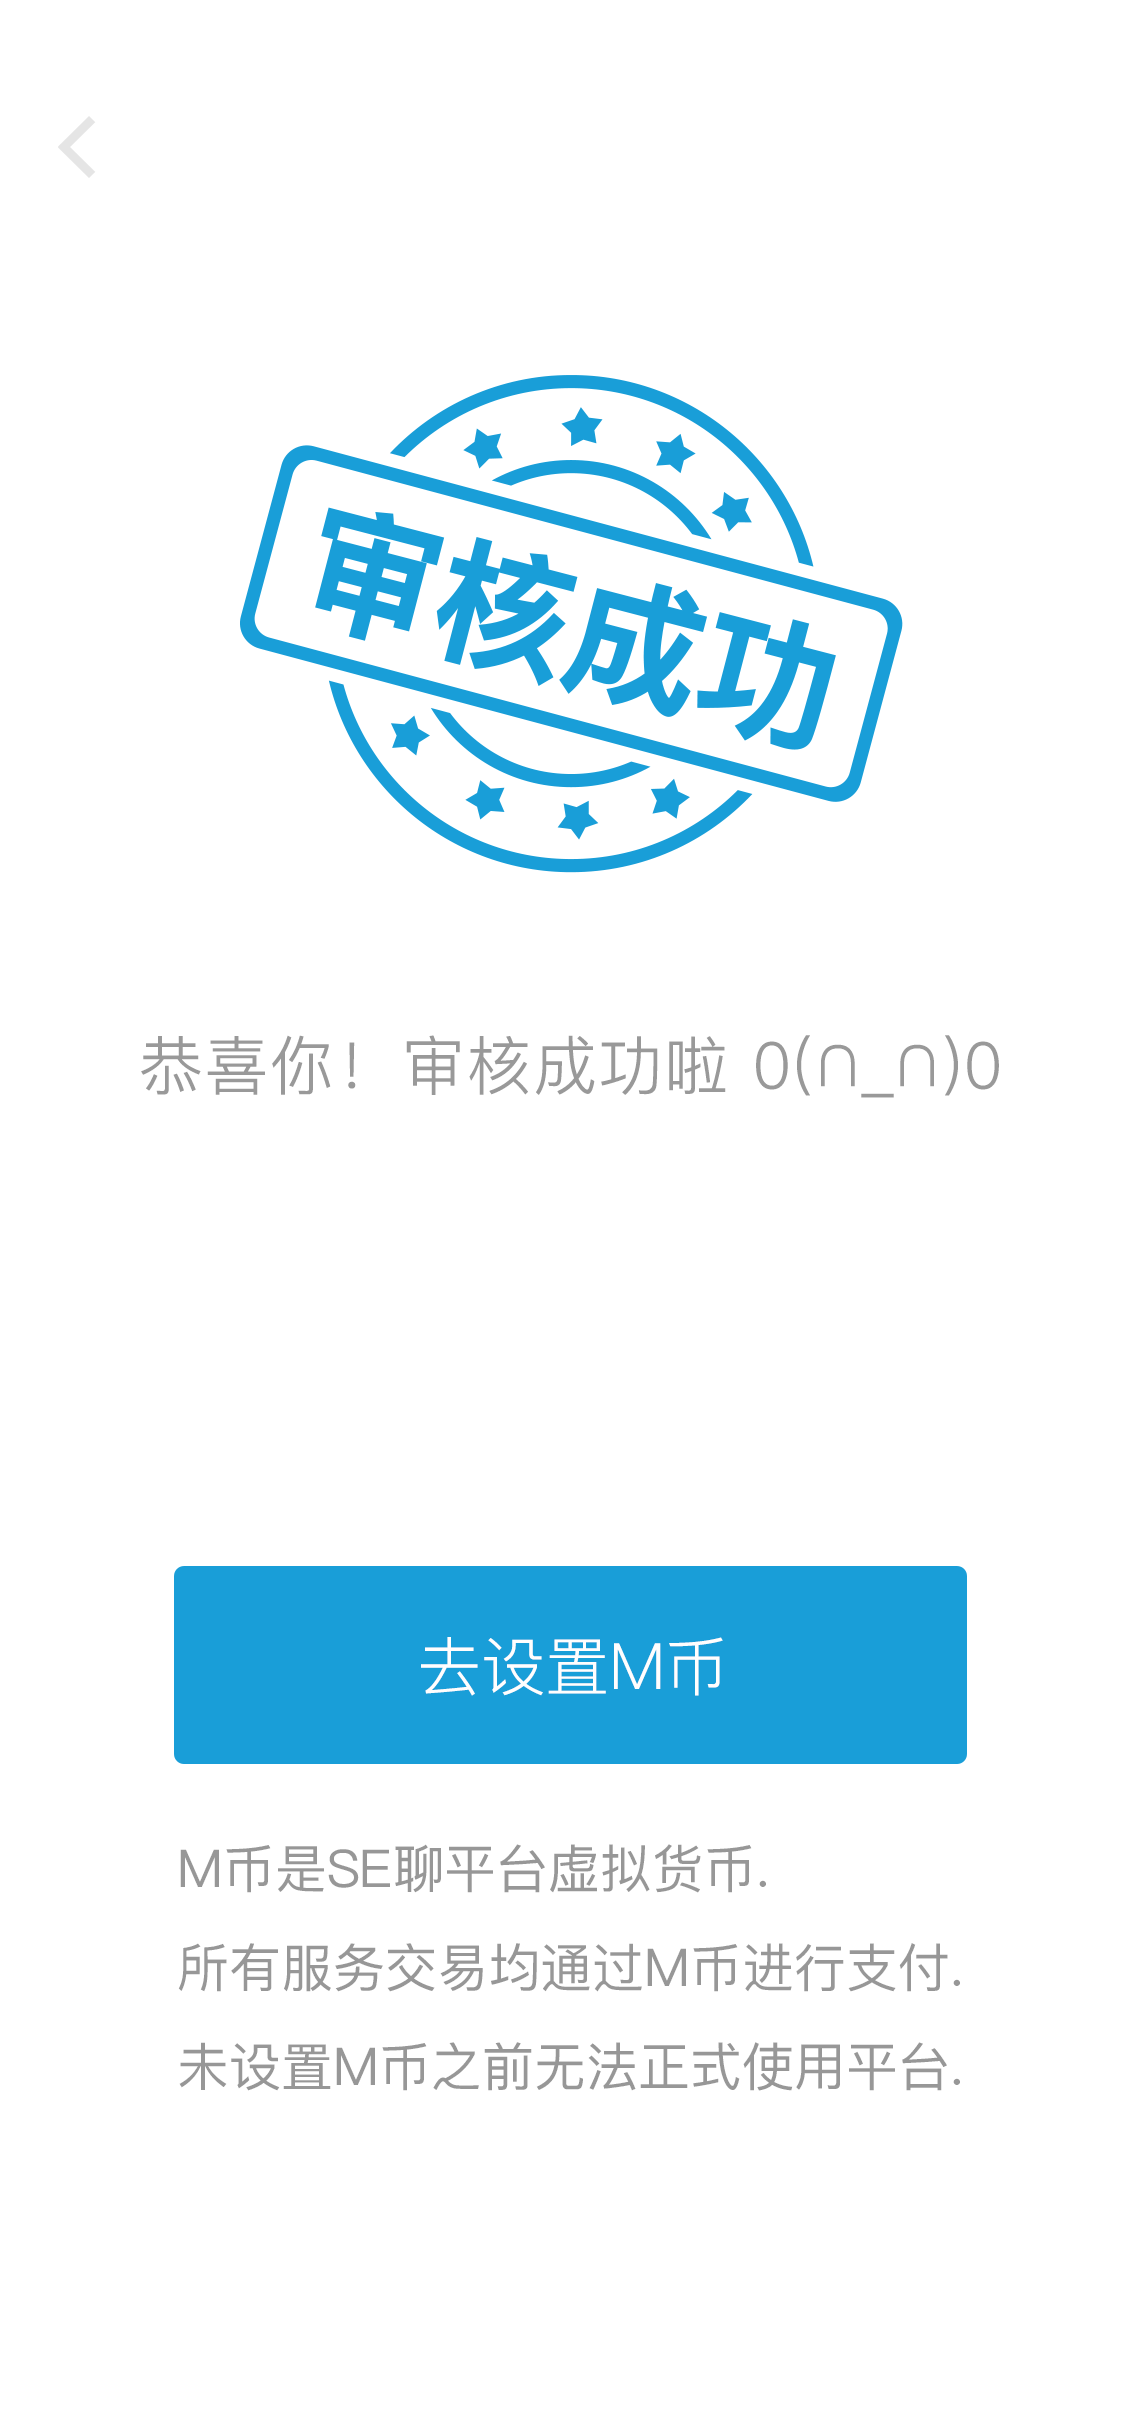 审核成功
恭喜你！审核成功啦 0(∩_∩)0
去设置M币
M币是SE聊平台虚拟货币.
所有服务交易均通过M币进行支付.
未设置M币之前无法正式使用平台.